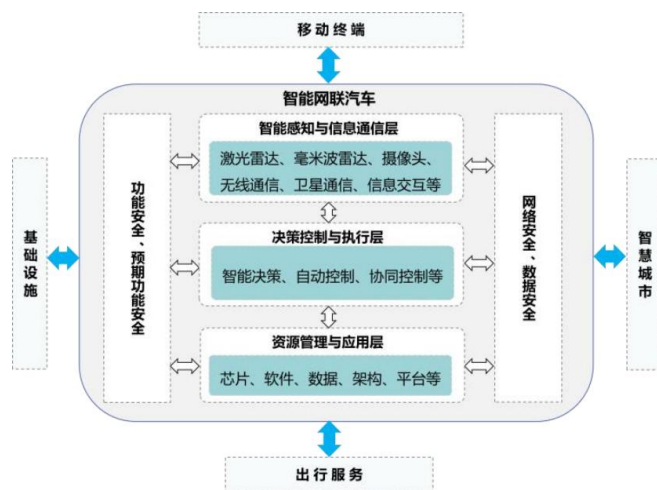 移动终端
智能网联汽车
智能感知与信息通信层
激光雷达、毫米波雷达、摄像头、
无线通信、卫星通信、信息交互等
功能安全、预期功能安全
网络安全、数据安全
基础设施
智慧城市
决策控制与执行层
智能决策、自动控制、协同控制等
资源管理与应用层
芯片、软件、数据、架构、平台等
出行服务